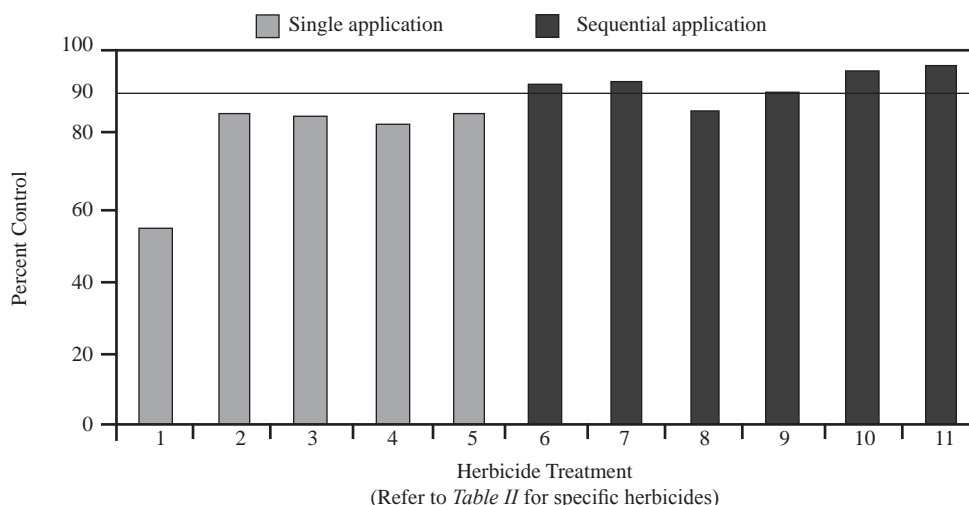 Single application Sequential application
100
90
80
60
40
20
0
Percent Control
1 2 3 4 5 6 7 8 9 10 11
Herbicide Treatment
(Refer to Table II for specific herbicides)